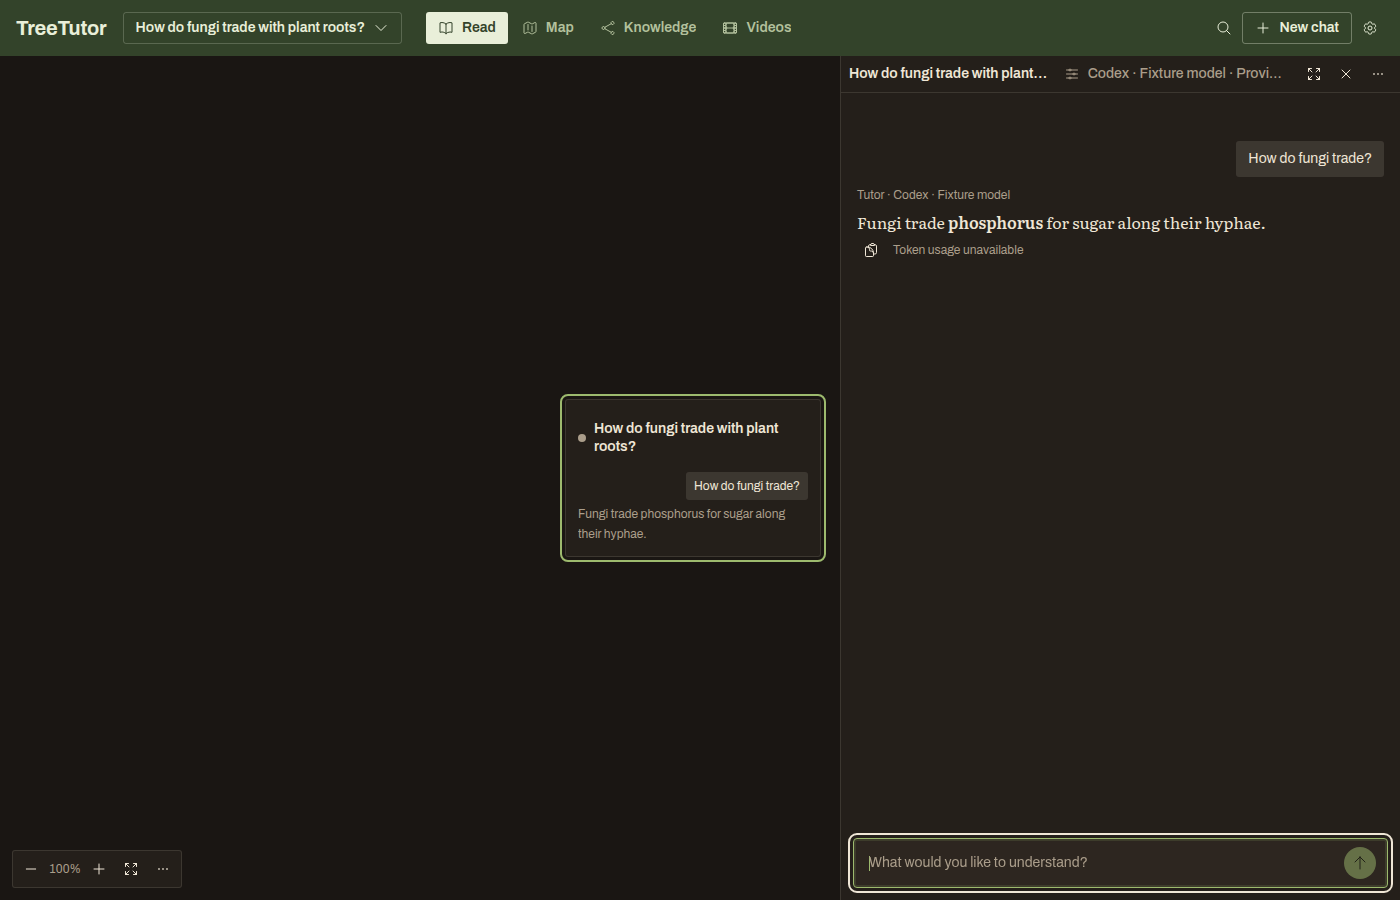 TreeTutor
How do fungi trade with plant roots?
Read
Map
Knowledge
Videos
New chat
How do fungi trade with plant...
Codex · Fixture model · Provi...
How do fungi trade?
Tutor · Codex · Fixture model
Fungi trade phosphorus for sugar along their hyphae.
Token usage unavailable
How do fungi trade with plant
roots?
How do fungi trade?
Fungi trade phosphorus for sugar along
their hyphae.
What would you like to understand?
100%